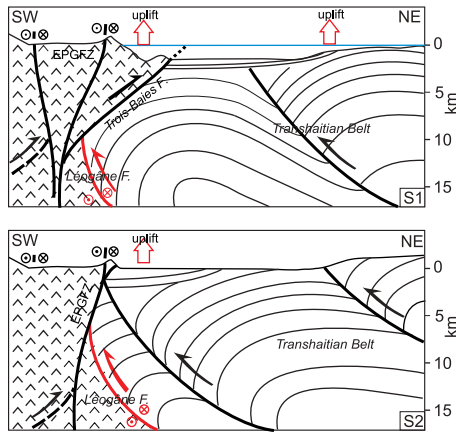 SW
NE
uplift
uplift
EPGFZ
Trois-Baies F.
Transhaitian Belt
Léogâne F.
0
5
10
15
km
S1
SW
NE
uplift
EPGFZ
Transhaitian Belt
Léogâne F.
0
5
10
15
km
S2